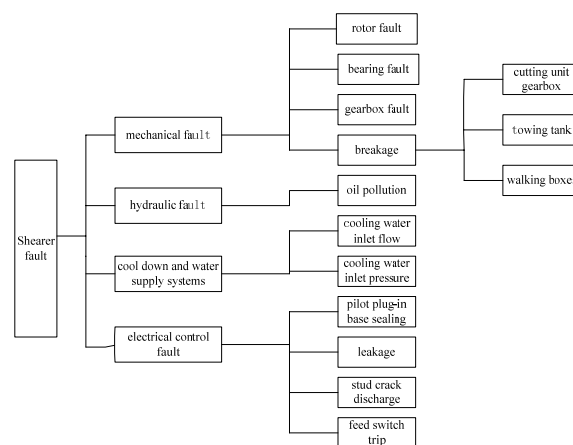 rotor fault
bearing fault
gearbox fault
breakage
cutting unit
gearbox
towing tank
walking boxes
mechanical fault
hydraulic fault
oil pollution
Shearer
fault
cool down and water
supply systems
cooling water
inlet flow
cooling water
inlet pressure
electrical control
fault
pilot plug-in
base sealing
leakage
stud crack
discharge
feed switch
trip